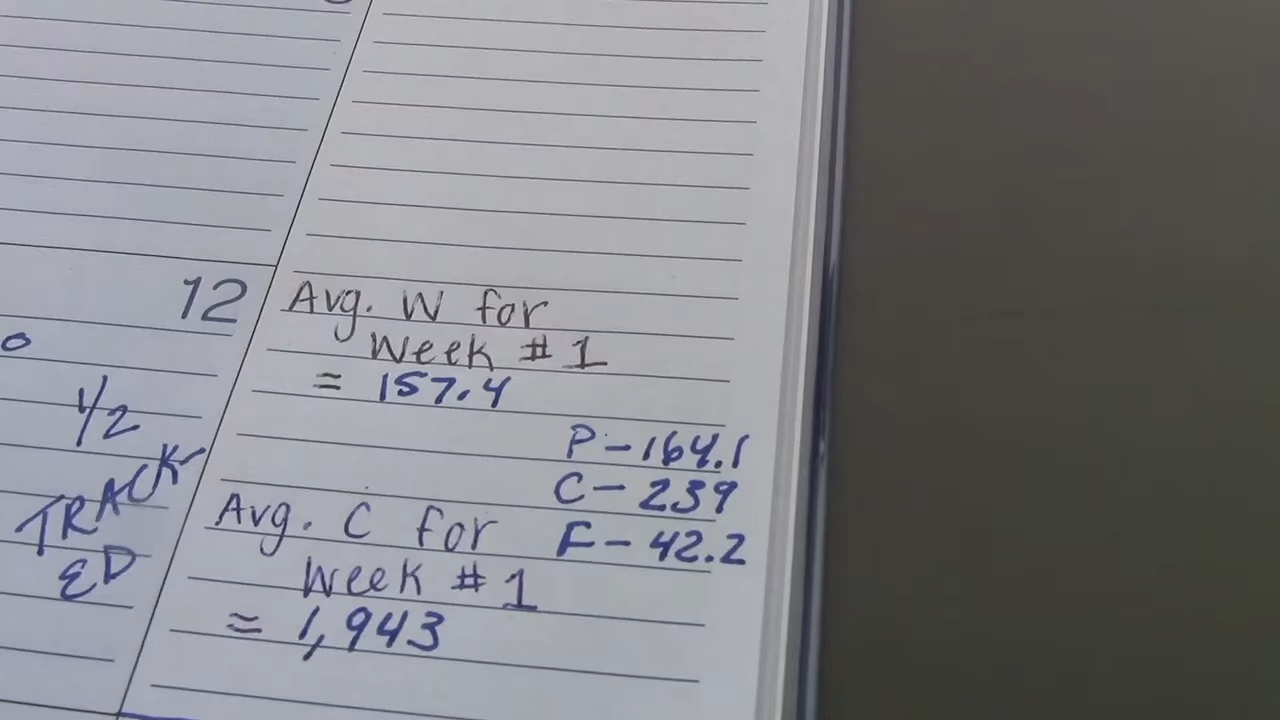 12
1/2
TRACK
ED
Avg. W for
Week #1
= 157.4
P - 164.1
C - 239
F - 42.2
Avg. C for
Week #1
≈ 1,943